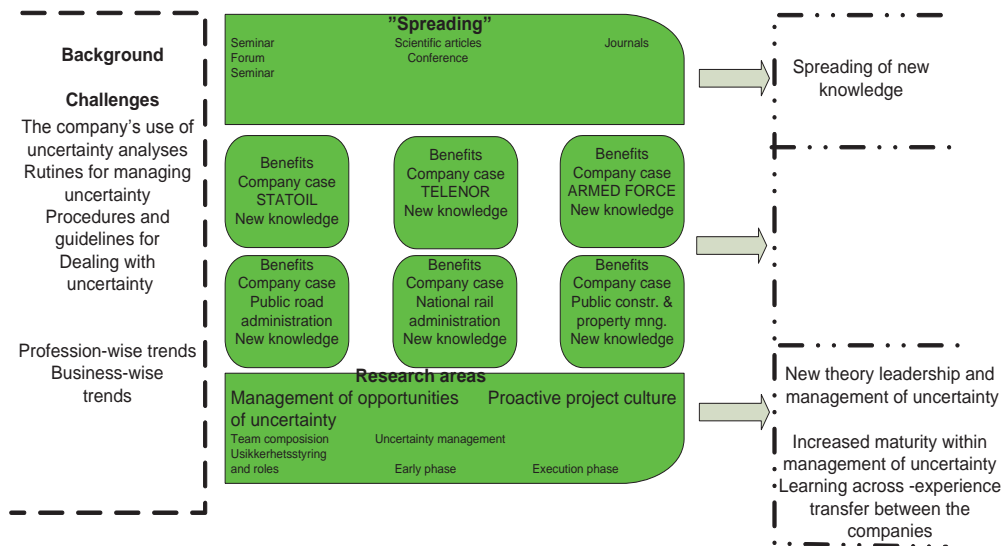 Background
Challenges
The company's use of
uncertainty analyses
Rutines for managing
uncertainty
Procedures and
guidelines for
Dealing with
uncertainty
Profession-wise trends
Business-wise
trends
"Spreading"
Seminar
Forum
Seminar
Scientific articles
Conference
Journals
Benefits
Company case
STATOIL
New knowledge
Benefits
Company case
TELENOR
New knowledge
Benefits
Company case
ARMED FORCE
New knowledge
Benefits
Company case
Public road
administration
New knowledge
Benefits
Company case
National rail
administration
New knowledge
Benefits
Company case
Public constr. &
property mng.
New knowledge
Research areas
Management of opportunities
of uncertainty
Proactive project culture
Team composision
Usikkerhetsstyring
and roles
Uncertainty management
Early phase
Execution phase
Spreading of new
knowledge
New theory leadership and
management of uncertainty
Increased maturity within
management of uncertainty
Learning across -experience
transfer between the
companies